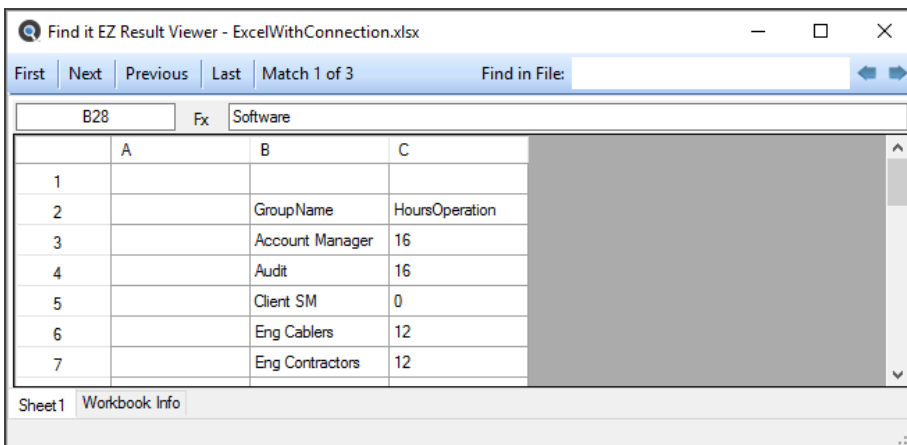 Find it EZ Result Viewer - ExcelWithConnection.xlsx
First Next Previous Last Match 1 of 3 Find in File:
B28 Fx Software
A B C
1
2 GroupName HoursOperation
3 Account Manager 16
4 Audit 16
5 Client SM 0
6 Eng Cablers 12
7 Eng Contractors 12
Sheet1 Workbook Info